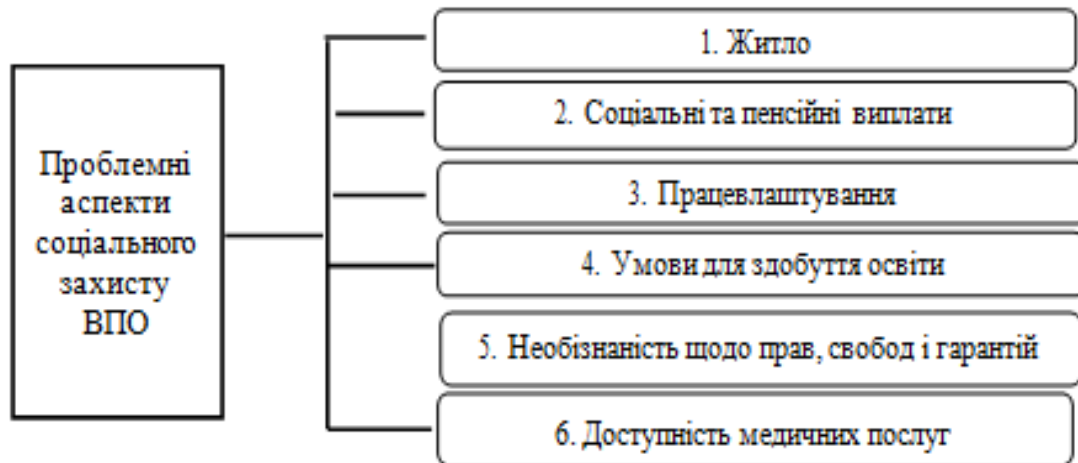 Проблемні
аспекти
соціального
захисту
ВПО
1. Житло
2. Соціальні та пенсійні виплати
3. Працевлаштування
4. Умови для здобуття освіти
5. Необізнаність щодо прав, свобод і гарантій
6. Доступність медичних послуг